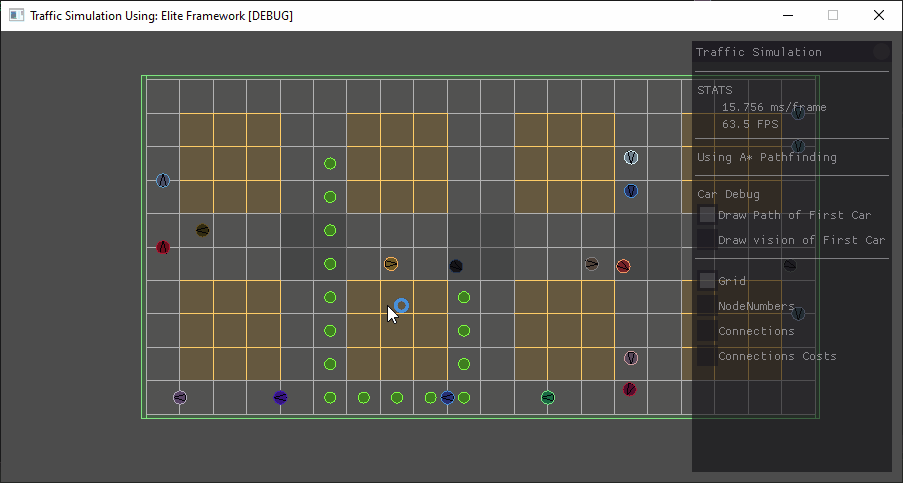 Traffic Simulation Using: Elite Framework [DEBUG]
Traffic Simulation
STATS
15.756 ms/frame
63.5 FPS
Using A* Pathfinding
Car Debug
Draw Path of First Car
Draw vision of First Car
Grid
NodeNumbers
Connections
Connections Costs